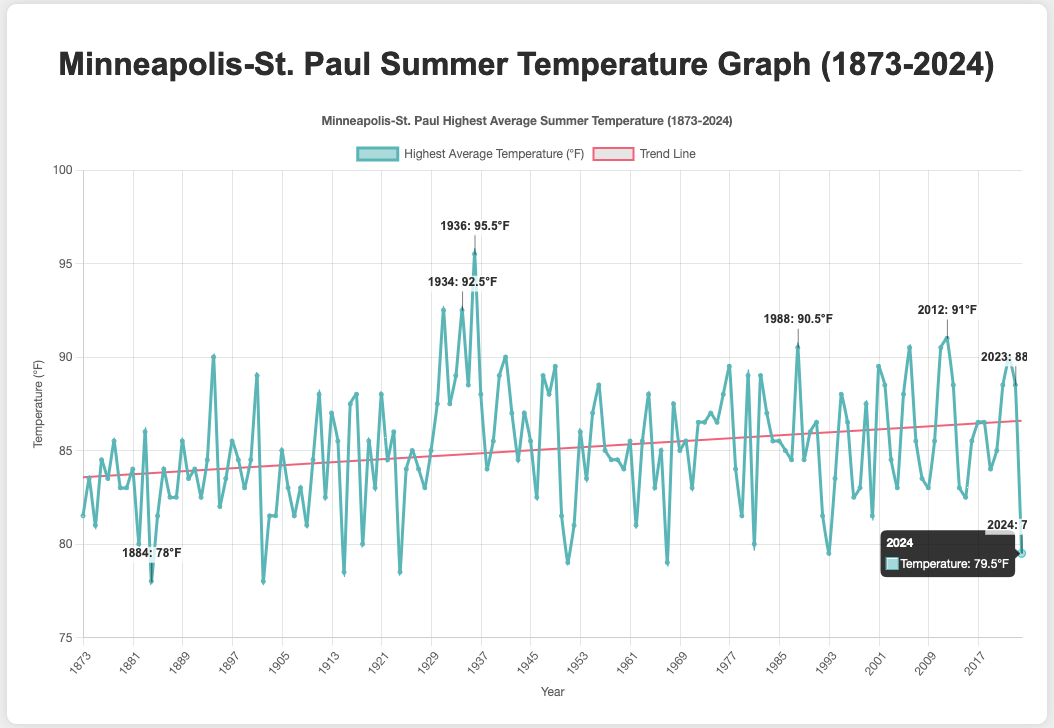 Minneapolis-St. Paul Summer Temperature Graph (1873-2024)
Minneapolis-St. Paul Highest Average Summer Temperature (1873-2024)
Highest Average Temperature (°F) Trend Line
100
95
90
85
80
75
Temperature (°F)
1936: 95.5°F
1934: 92.5°F
1988: 90.5°F
2012: 91°F
2023: 88
1884: 78°F
2024: 7
2024
Temperature: 79.5°F
1873 1881 1889 1897 1905 1913 1921 1929 1937 1945 1953 1961 1969 1977 1985 1993 2001 2009 2017
Year